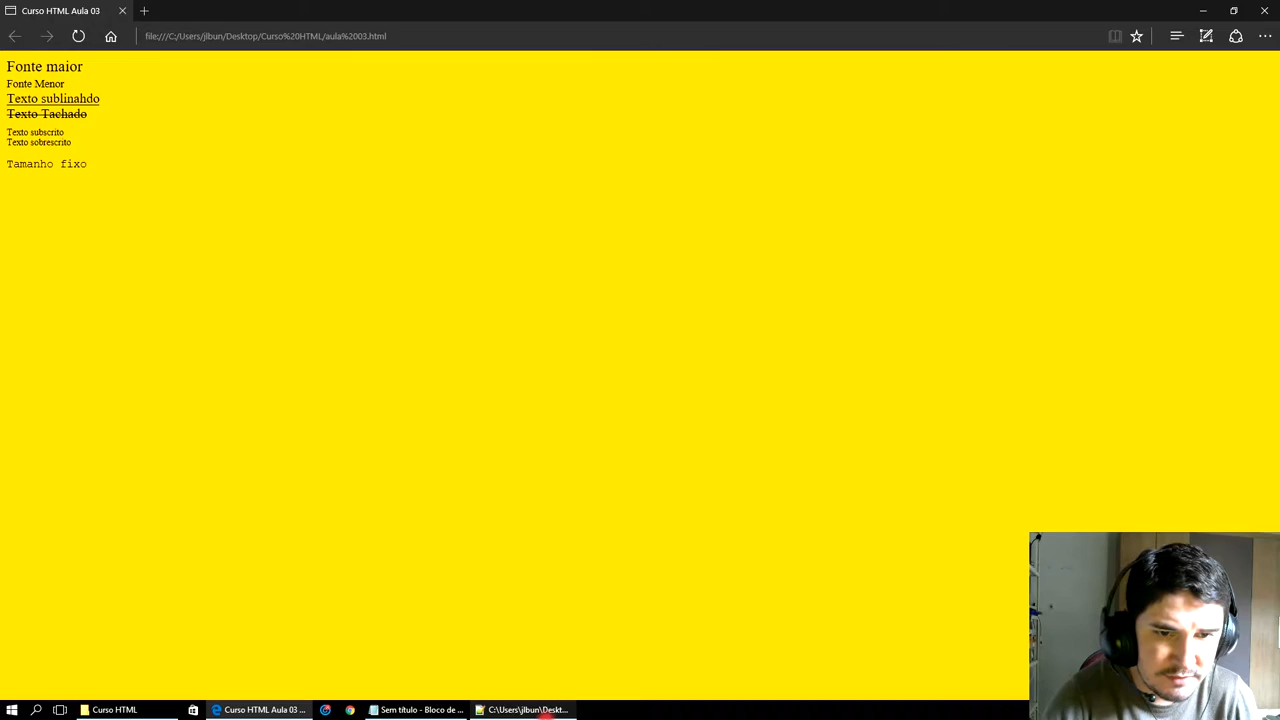 Curso HTML Aula 03
file:///C:/Users/jlbun/Desktop/Curso%20HTML/aula%2003.html
Fonte maior
Fonte Menor
Texto sublinahdo
Texto Tachado
Texto subscrito
Texto sobrescrito
Tamanho fixo
Curso HTML
Curso HTML Aula 03 ...
Sem título - Bloco de ...
C:\Users\jlbun\Deskt...